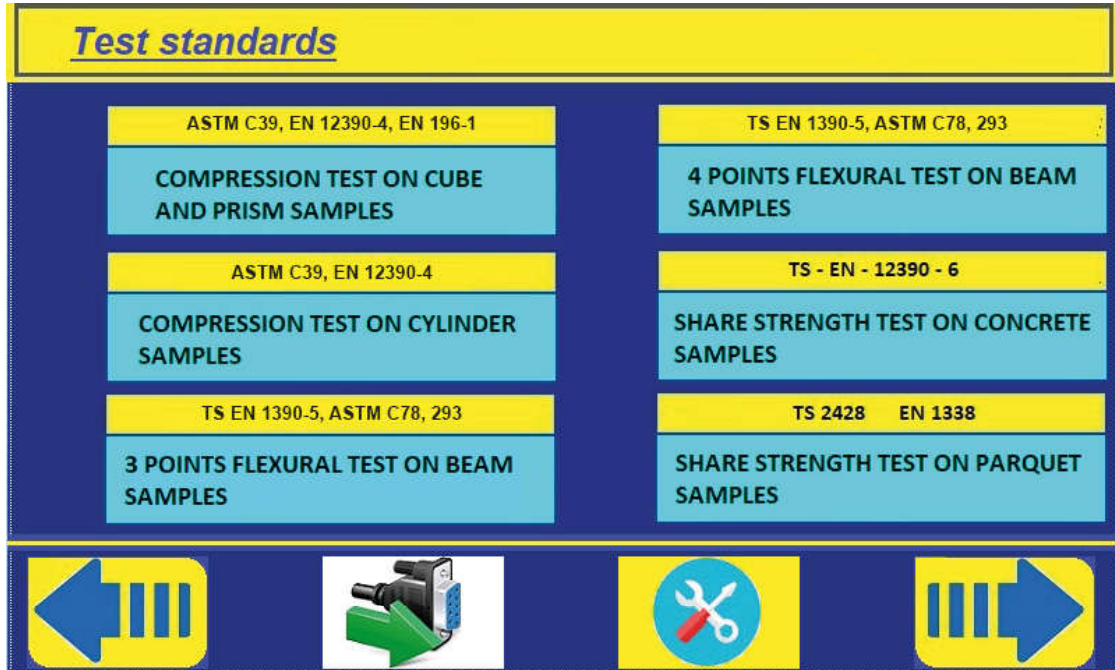 Test standards
ASTM C39, EN 12390-4, EN 196-1
COMPRESSION TEST ON CUBE
AND PRISM SAMPLES
ASTM C39, EN 12390-4
COMPRESSION TEST ON CYLINDER
SAMPLES
TS EN 1390-5, ASTM C78, 293
3 POINTS FLEXURAL TEST ON BEAM
SAMPLES
TS EN 1390-5, ASTM C78, 293
4 POINTS FLEXURAL TEST ON BEAM
SAMPLES
TS - EN - 12390 - 6
SHARE STRENGTH TEST ON CONCRETE
SAMPLES
TS 2428 EN 1338
SHARE STRENGTH TEST ON PARQUET
SAMPLES